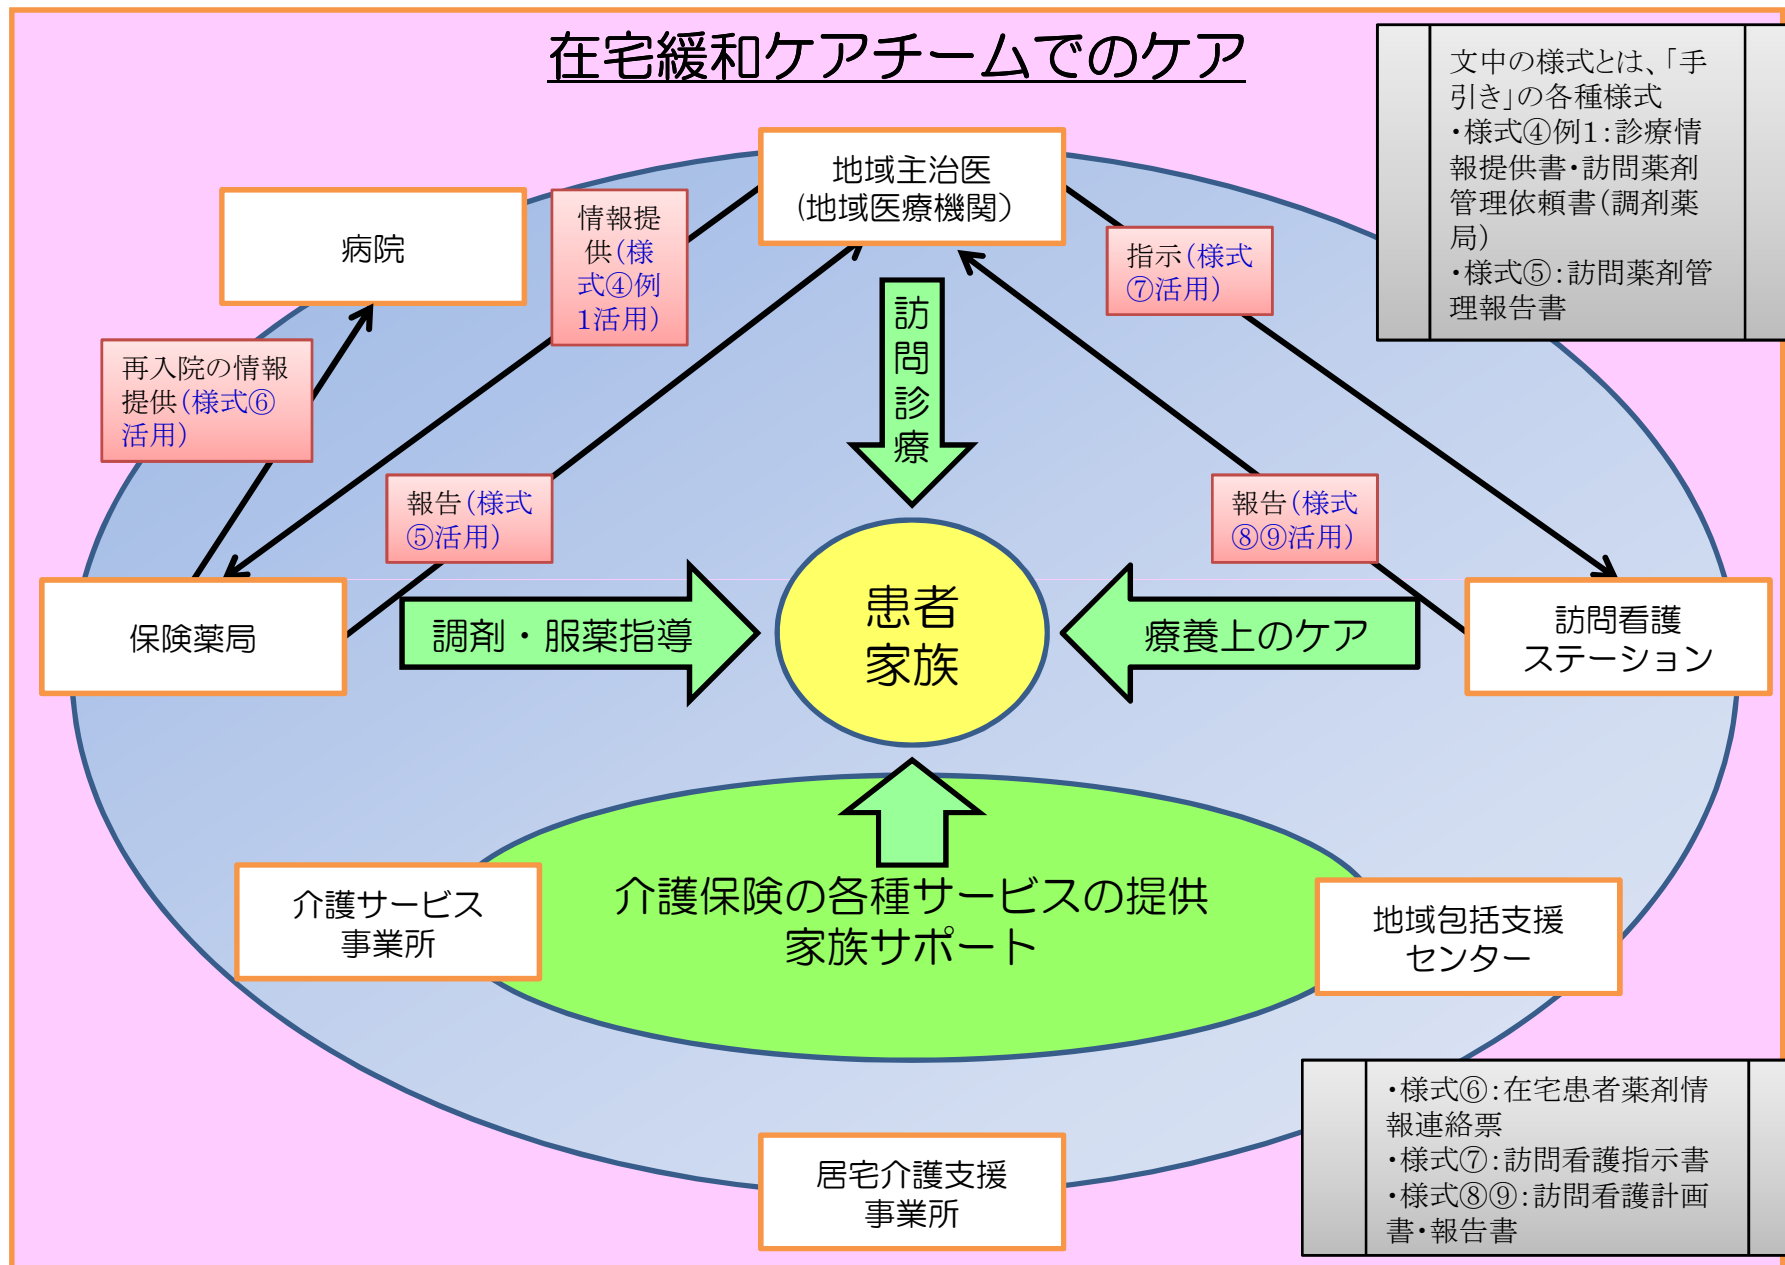 在宅緩和ケアチームでのケア
文中の様式とは、「手
引き」の各種様式
・様式④例1:診療情
報提供書・訪問薬剤
管理依頼書(調剤薬
局)
・様式⑤:訪問薬剤管
理報告書
地域主治医
(地域医療機関)
病院
情報提
供(様
式④例
1活用)
指示(様式
⑦活用)
訪問診療
再入院の情報
提供(様式⑥
活用)
報告(様式
⑤活用)
報告(様式
⑧⑨活用)
保険薬局
調剤・服薬指導
患者
家族
療養上のケア
訪問看護
ステーション
介護サービス
事業所
介護保険の各種サービスの提供
家族サポート
地域包括支援
センター
居宅介護支援
事業所
・様式⑥:在宅患者薬剤情
報連絡票
・様式⑦:訪問看護指示書
・様式⑧⑨:訪問看護計画
書・報告書